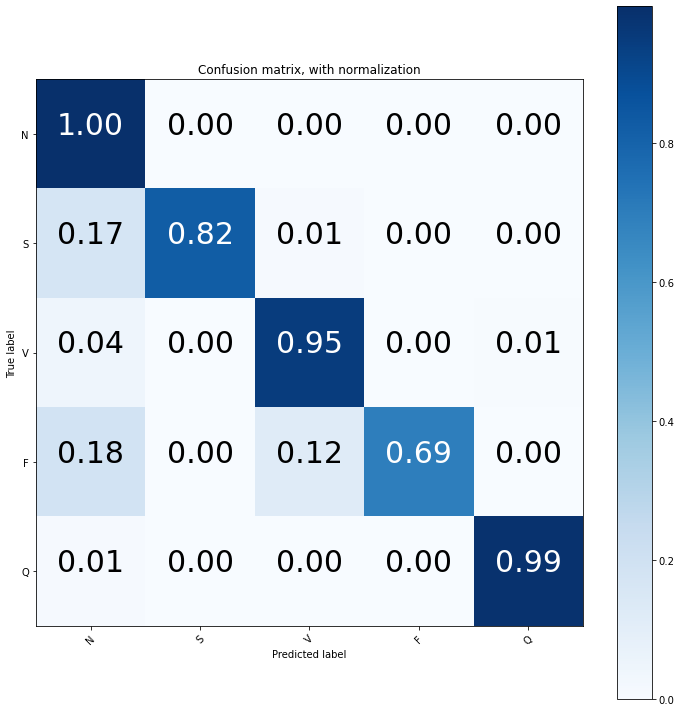 Confusion matrix, with normalization
True label
N 1.00 0.00 0.00 0.00 0.00
S 0.17 0.82 0.01 0.00 0.00
V 0.04 0.00 0.95 0.00 0.01
F 0.18 0.00 0.12 0.69 0.00
Q 0.01 0.00 0.00 0.00 0.99
N S V F Q
Predicted label
0.8
0.6
0.4
0.2
0.0